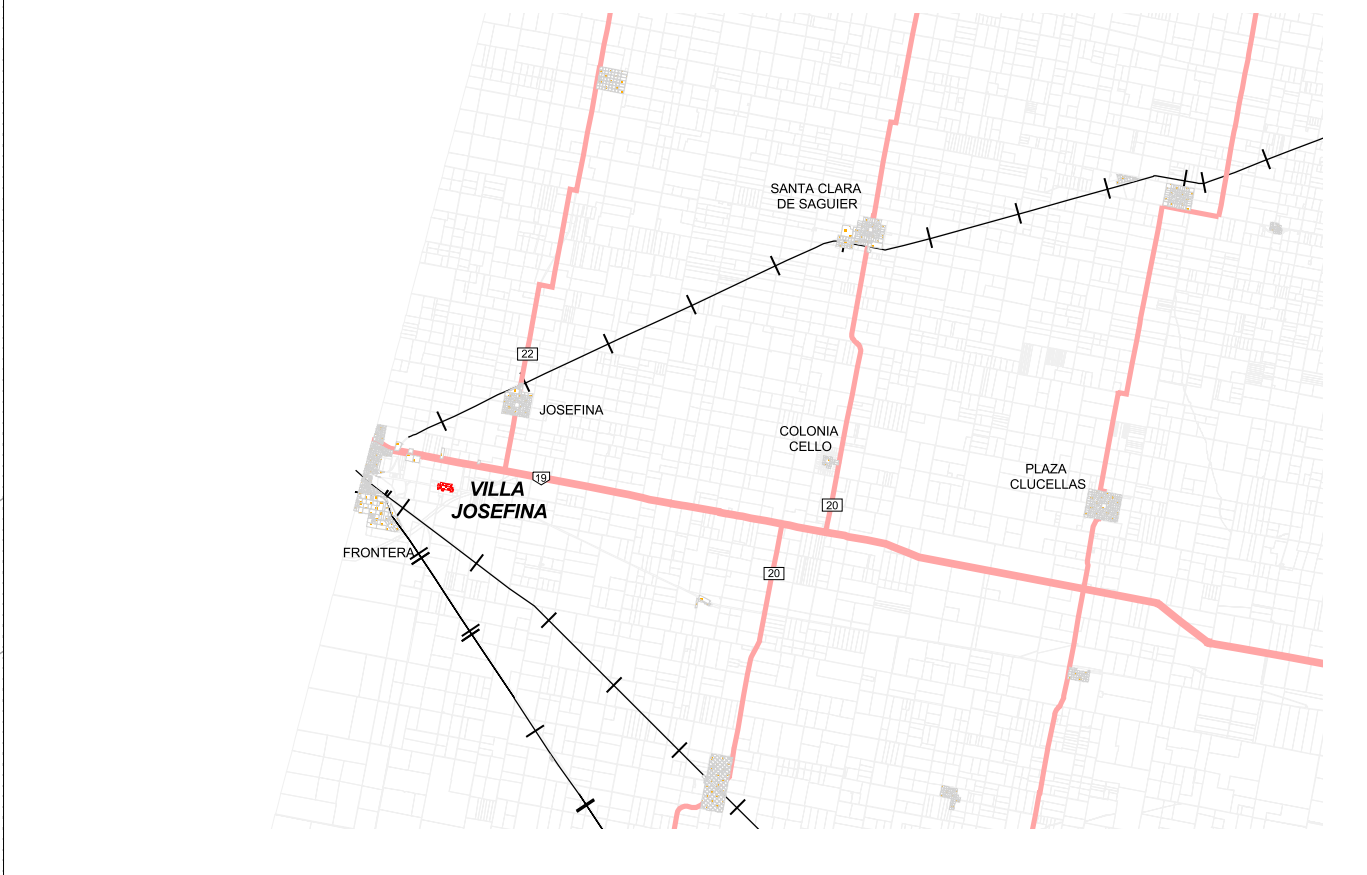 SANTA CLARA
DE SAGUIER
22
JOSEFINA
COLONIA
CELLO
PLAZA
CLUCELLAS
19
VILLA
JOSEFINA
20
FRONTERA
20